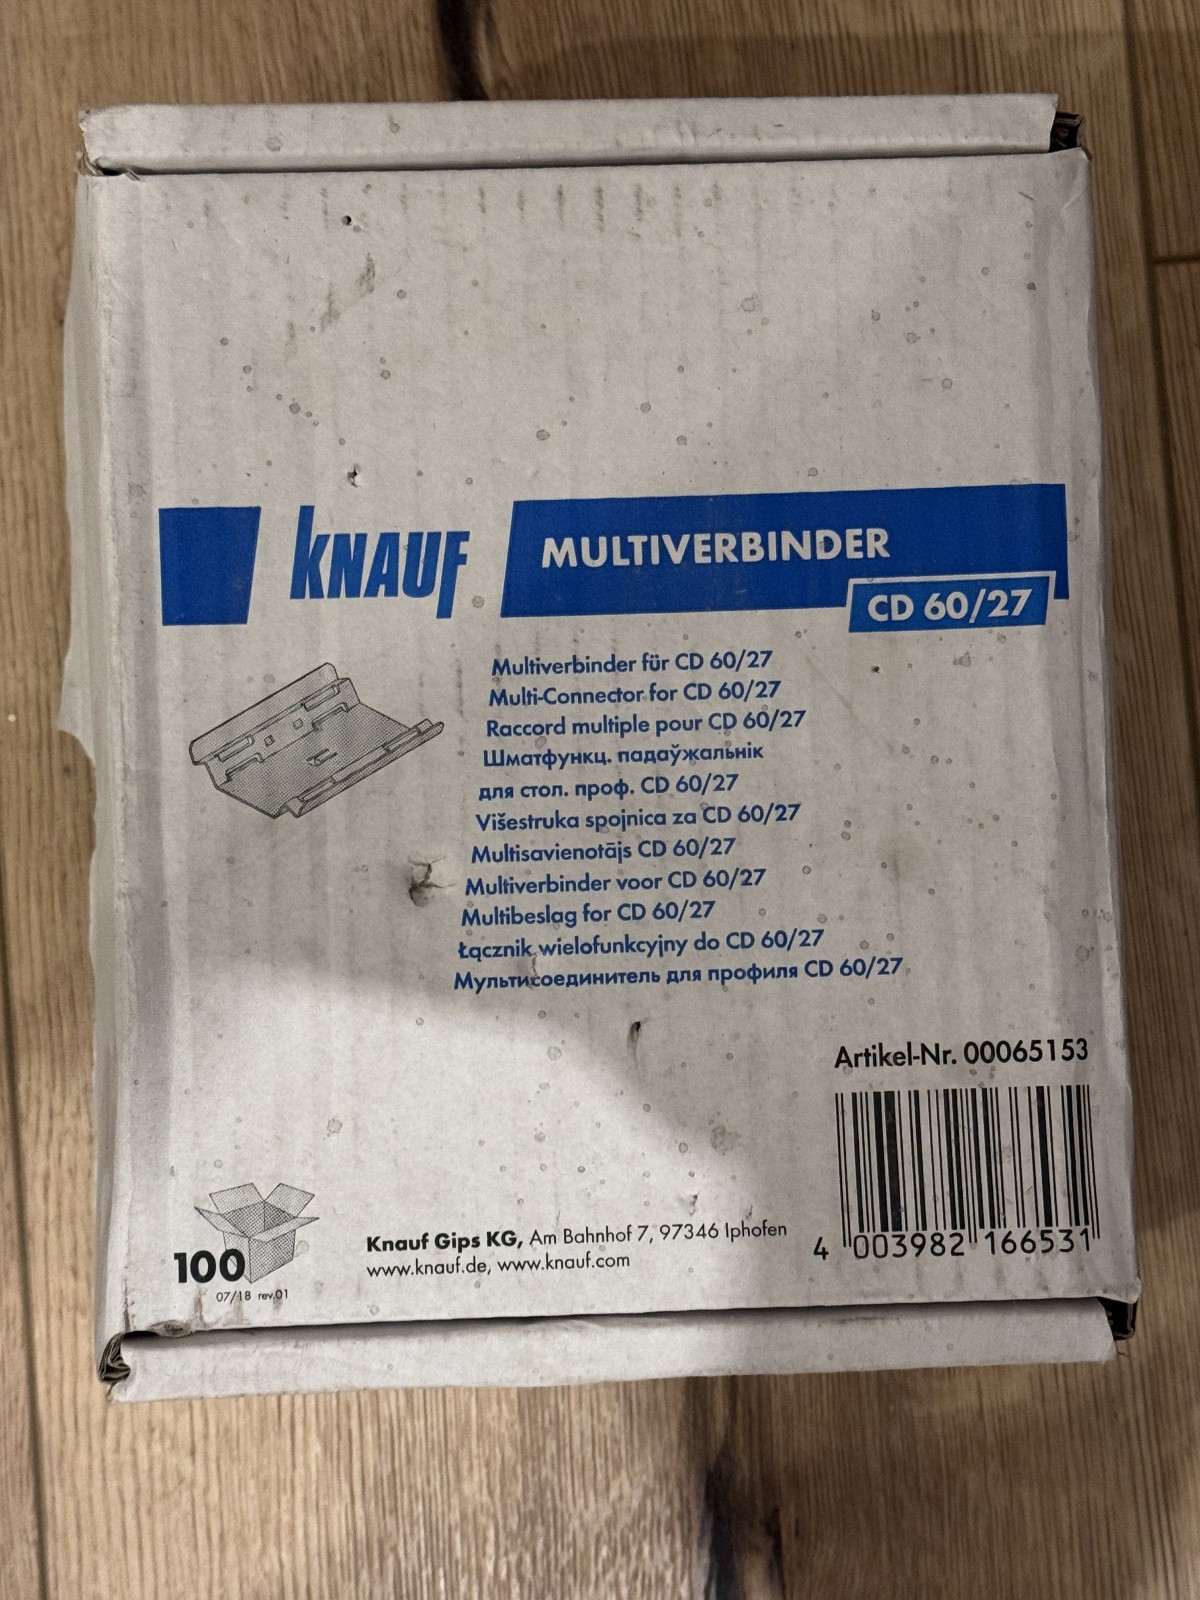 KNAUF
MULTIVERBINDER
CD 60/27
Multiverbinder für CD 60/27
Multi-Connector for CD 60/27
Raccord multiple pour CD 60/27
Шматфункц. падаўжальнік
для стол. проф. CD 60/27
Višestruka spojnica za CD 60/27
Multisavienotājs CD 60/27
Multiverbinder voor CD 60/27
Multibeslag for CD 60/27
Łącznik wielofunkcyjny do CD 60/27
Мультисоединитель для профиля CD 60/27
Artikel-Nr. 00065153
4 003982 166531
100
07/18 rev.01
Knauf Gips KG, Am Bahnhof 7, 97346 Iphofen
www.knauf.de, www.knauf.com